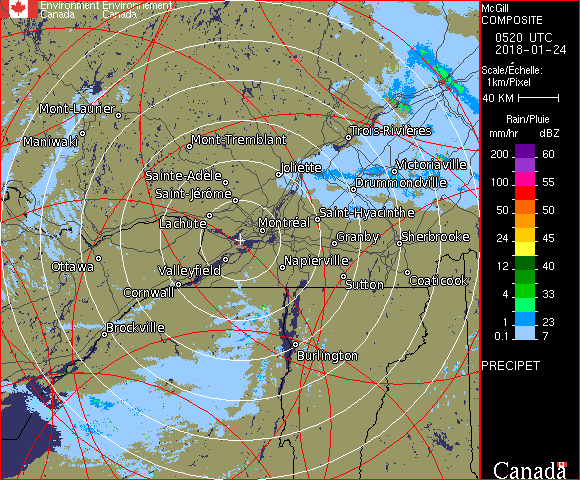 Environment Environnement
Canada Canada
McGill
COMPOSITE
0520 UTC
2018-01-24
Scale/Échelle:
1km/Pixel
40 KM
Rain/Pluie
mm/hr dBZ
200 60
100 55
50 50
24 45
12 40
4 33
1 23
0.1 7
PRECIPET
Canada
Mont-Laurier
Maniwaki
Mont-Tremblant
Trois-Rivières
Joliette
Victoriaville
Sainte-Adèle
Drummondville
Saint-Jérôme
Saint-Hyacinthe
Lachute
Montréal
Granby
Sherbrooke
Ottawa
Valleyfield
Napierville
Coaticook
Sutton
Cornwall
Brockville
Burlington